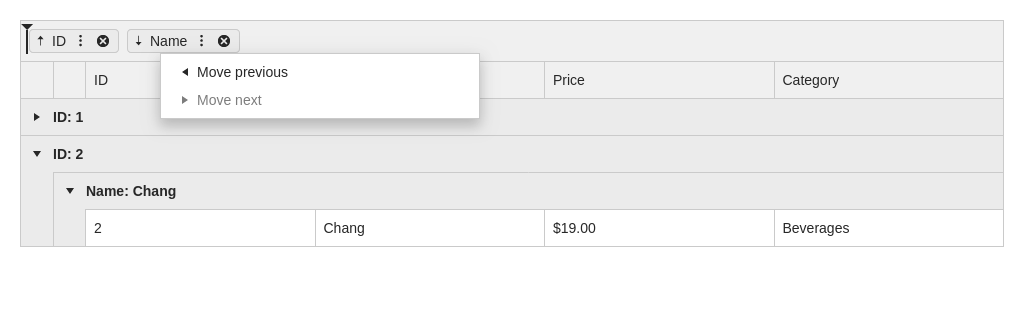 ID Name
Move previous
Move next
ID Price Category
ID: 1
ID: 2
Name: Chang
2 Chang $19.00 Beverages